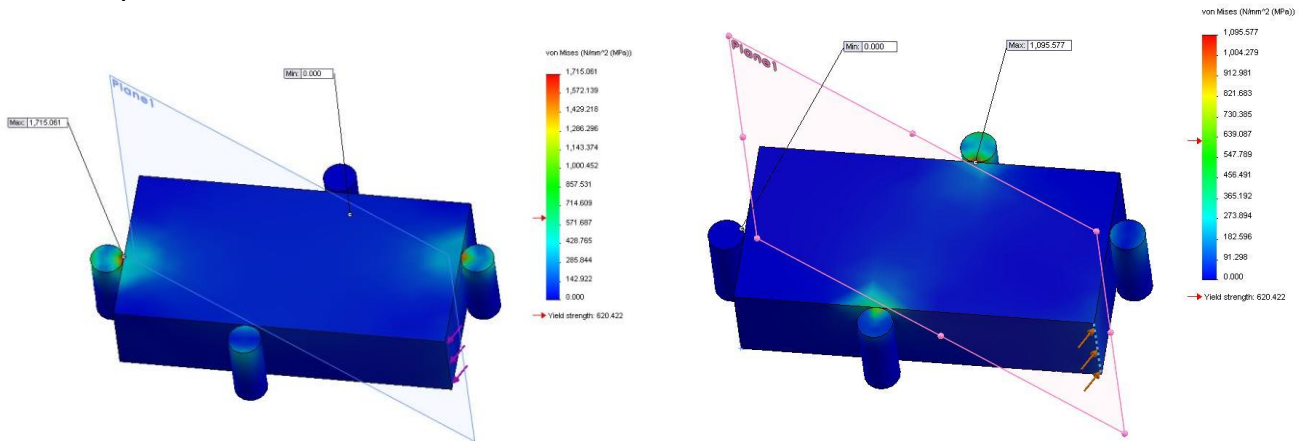 von Mises (N/mm^2 (MPa))
1,715.061
1,572.139
1,429.218
1,286.296
1,143.374
1,000.452
857.531
714.609
571.687
428.765
285.844
142.922
0.000
Yield strength: 620.422
Min: 0.000
Max: 1,715.061
Plane1
von Mises (N/mm^2 (MPa))
1,095.577
1,004.279
912.981
821.683
730.385
639.087
547.789
456.491
365.192
273.894
182.596
91.298
0.000
Yield strength: 620.422
Min: 0.000
Max: 1,095.577
Plane1